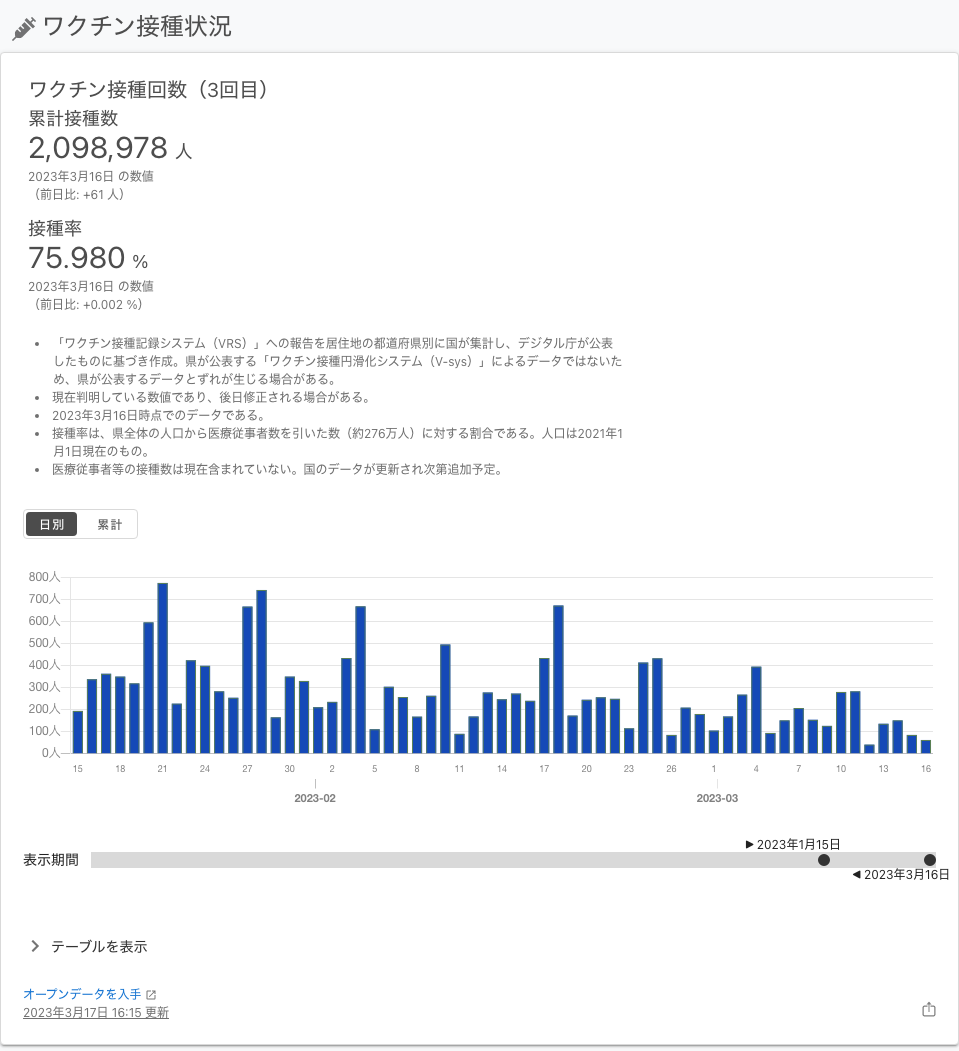 ワクチン接種状況
ワクチン接種回数（3回目）
累計接種数
2,098,978 人
2023年3月16日 の数値
（前日比: +61 人）
接種率
75.980 %
2023年3月16日 の数値
（前日比: +0.002 %）
• 「ワクチン接種記録システム（VRS）」への報告を居住地の都道府県別に国が集計し、デジタル庁が公表
したものに基づき作成。県が公表する「ワクチン接種円滑化システム（V-sys）」によるデータではないた
め、県が公表するデータとずれが生じる場合がある。
• 現在判明している数値であり、後日修正される場合がある。
• 2023年3月16日時点でのデータである。
• 接種率は、県全体の人口から医療従事者数を引いた数（約276万人）に対する割合である。人口は2021年1
月1日現在のもの。
• 医療従事者等の接種数は現在含まれていない。国のデータが更新され次第追加予定。
日別 累計
800人
700人
600人
500人
400人
300人
200人
100人
0人
15 18 21 24 27 30 2 5 8 11 14 17 20 23 26 1 4 7 10 13 16
2023-02 2023-03
▶ 2023年1月15日
表示期間
◀ 2023年3月16日
テーブルを表示
オープンデータを入手
2023年3月17日 16:15 更新